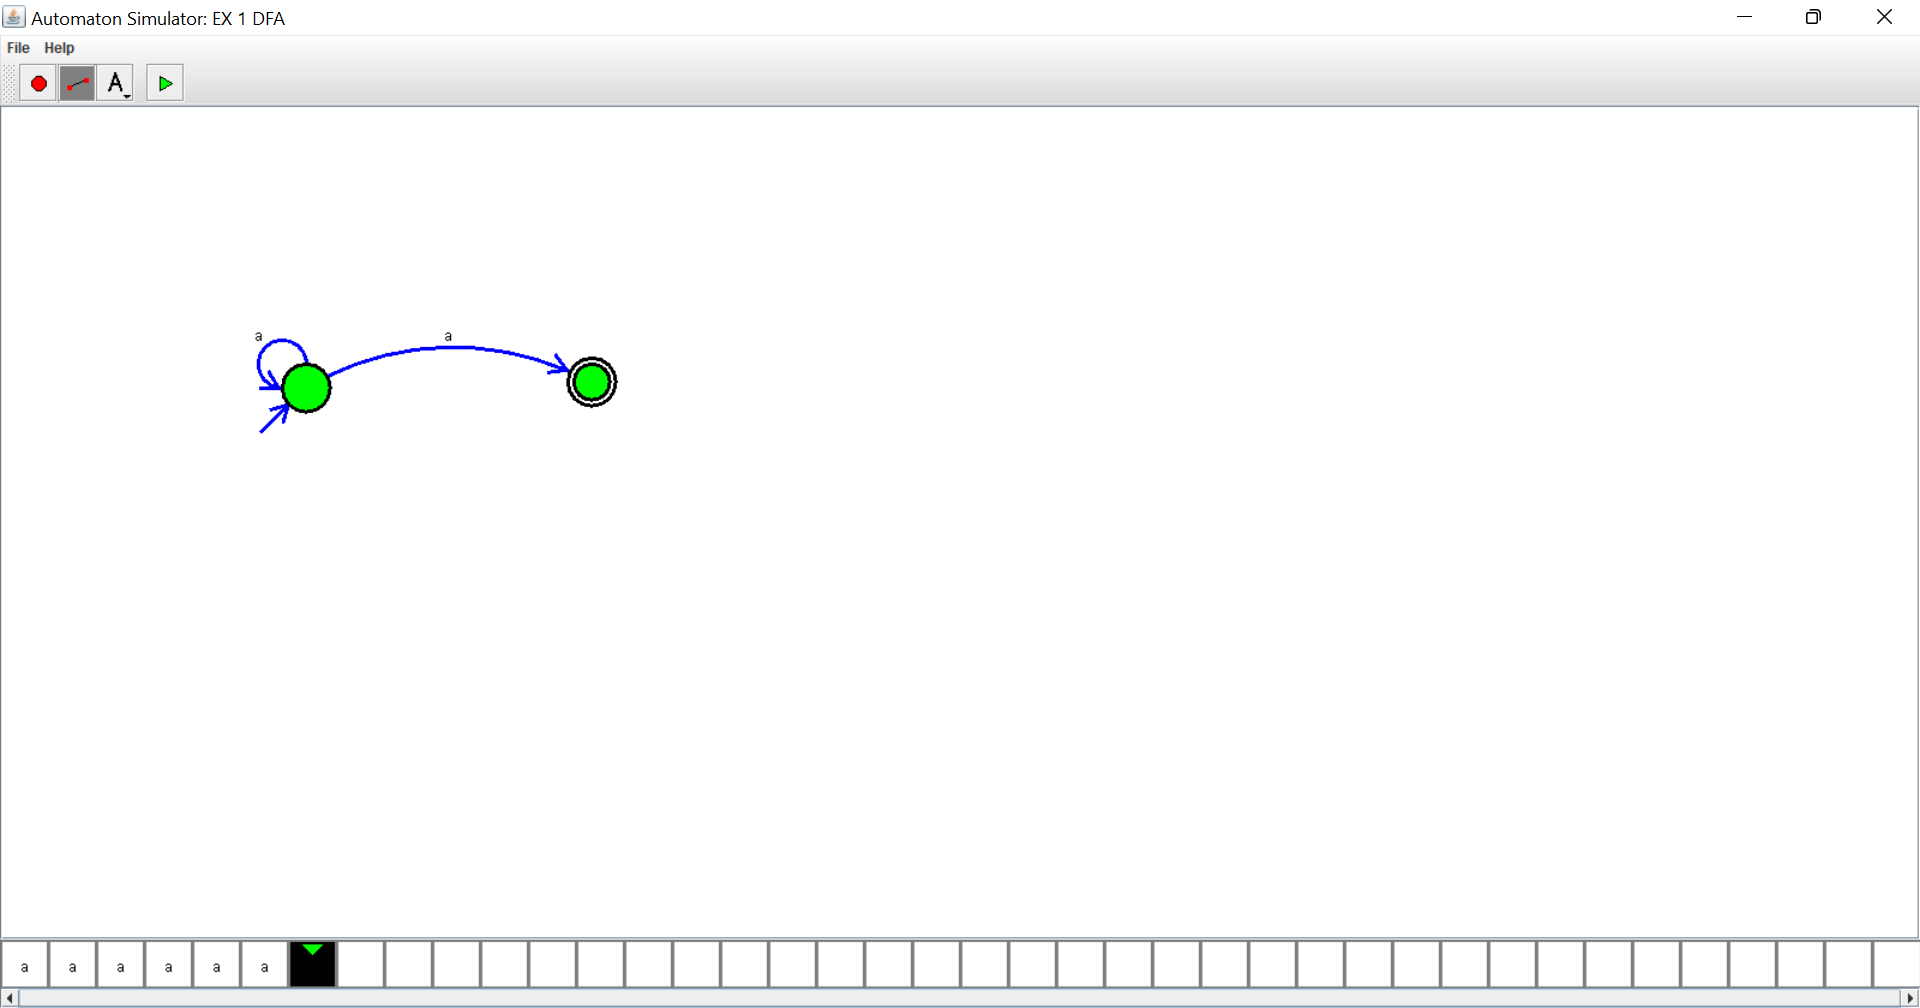 Automaton Simulator: EX 1 DFA
File Help
A
a a
a a a a a a